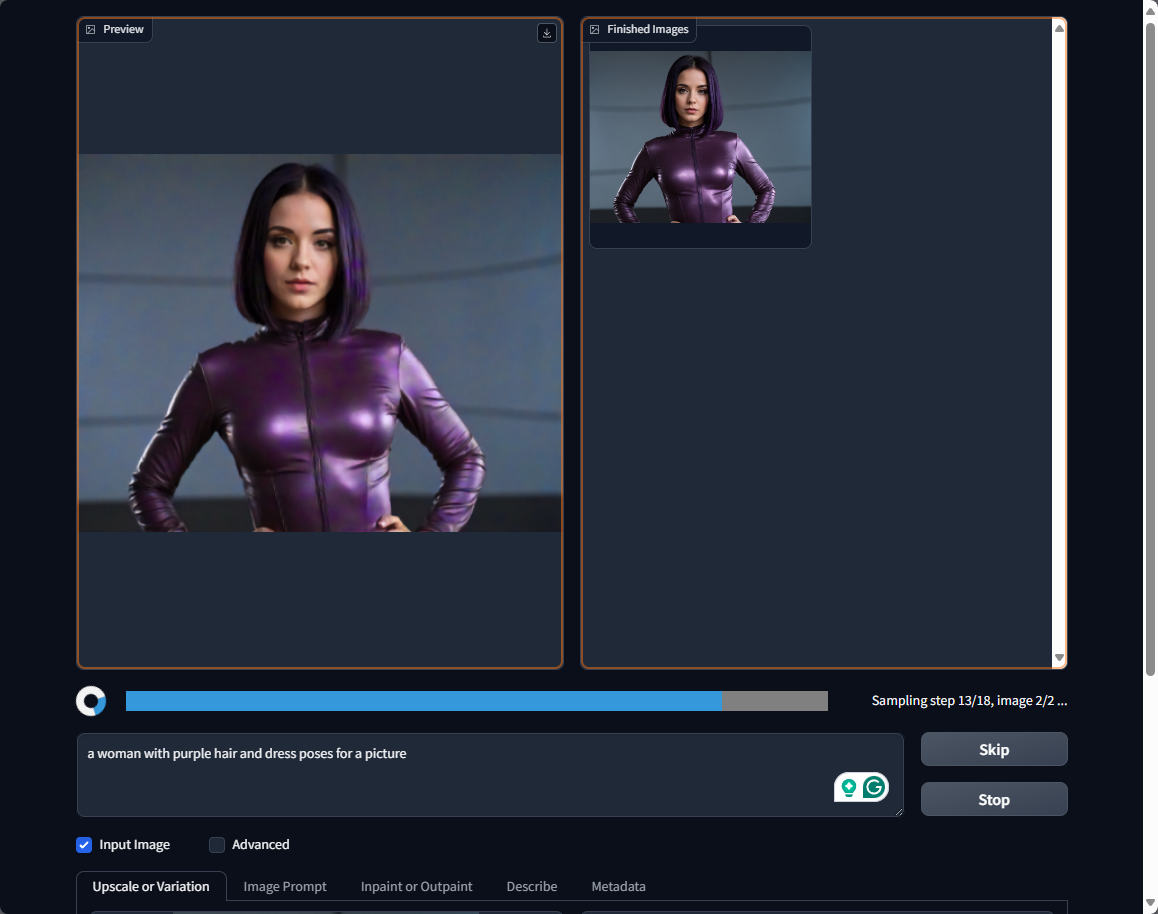 Preview
Finished Images
Sampling step 13/18, image 2/2 ...
a woman with purple hair and dress poses for a picture
Skip
Stop
Input Image
Advanced
Upscale or Variation
Image Prompt
Inpaint or Outpaint
Describe
Metadata